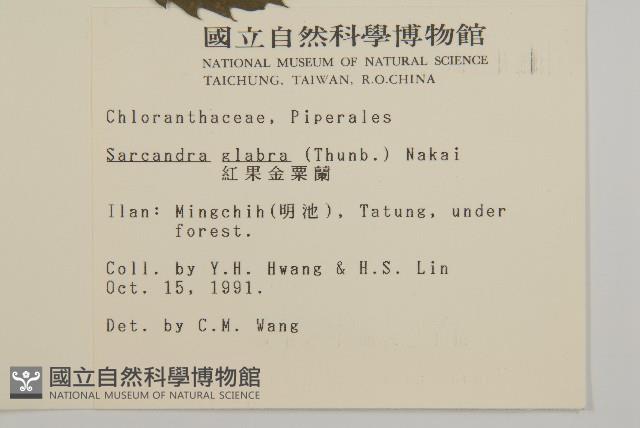 國立自然科學博物館
NATIONAL MUSEUM OF NATURAL SCIENCE
TAICHUNG, TAIWAN, R.O.CHINA
Chloranthaceae, Piperales
Sarcandra glabra (Thunb.) Nakai
紅果金粟蘭
Ilan: Mingchih(明池), Tatung, under
forest.
Coll. by Y.H. Hwang & H.S. Lin
Oct. 15, 1991.
Det. by C.M. Wang
國立自然科學博物館
NATIONAL MUSEUM OF NATURAL SCIENCE